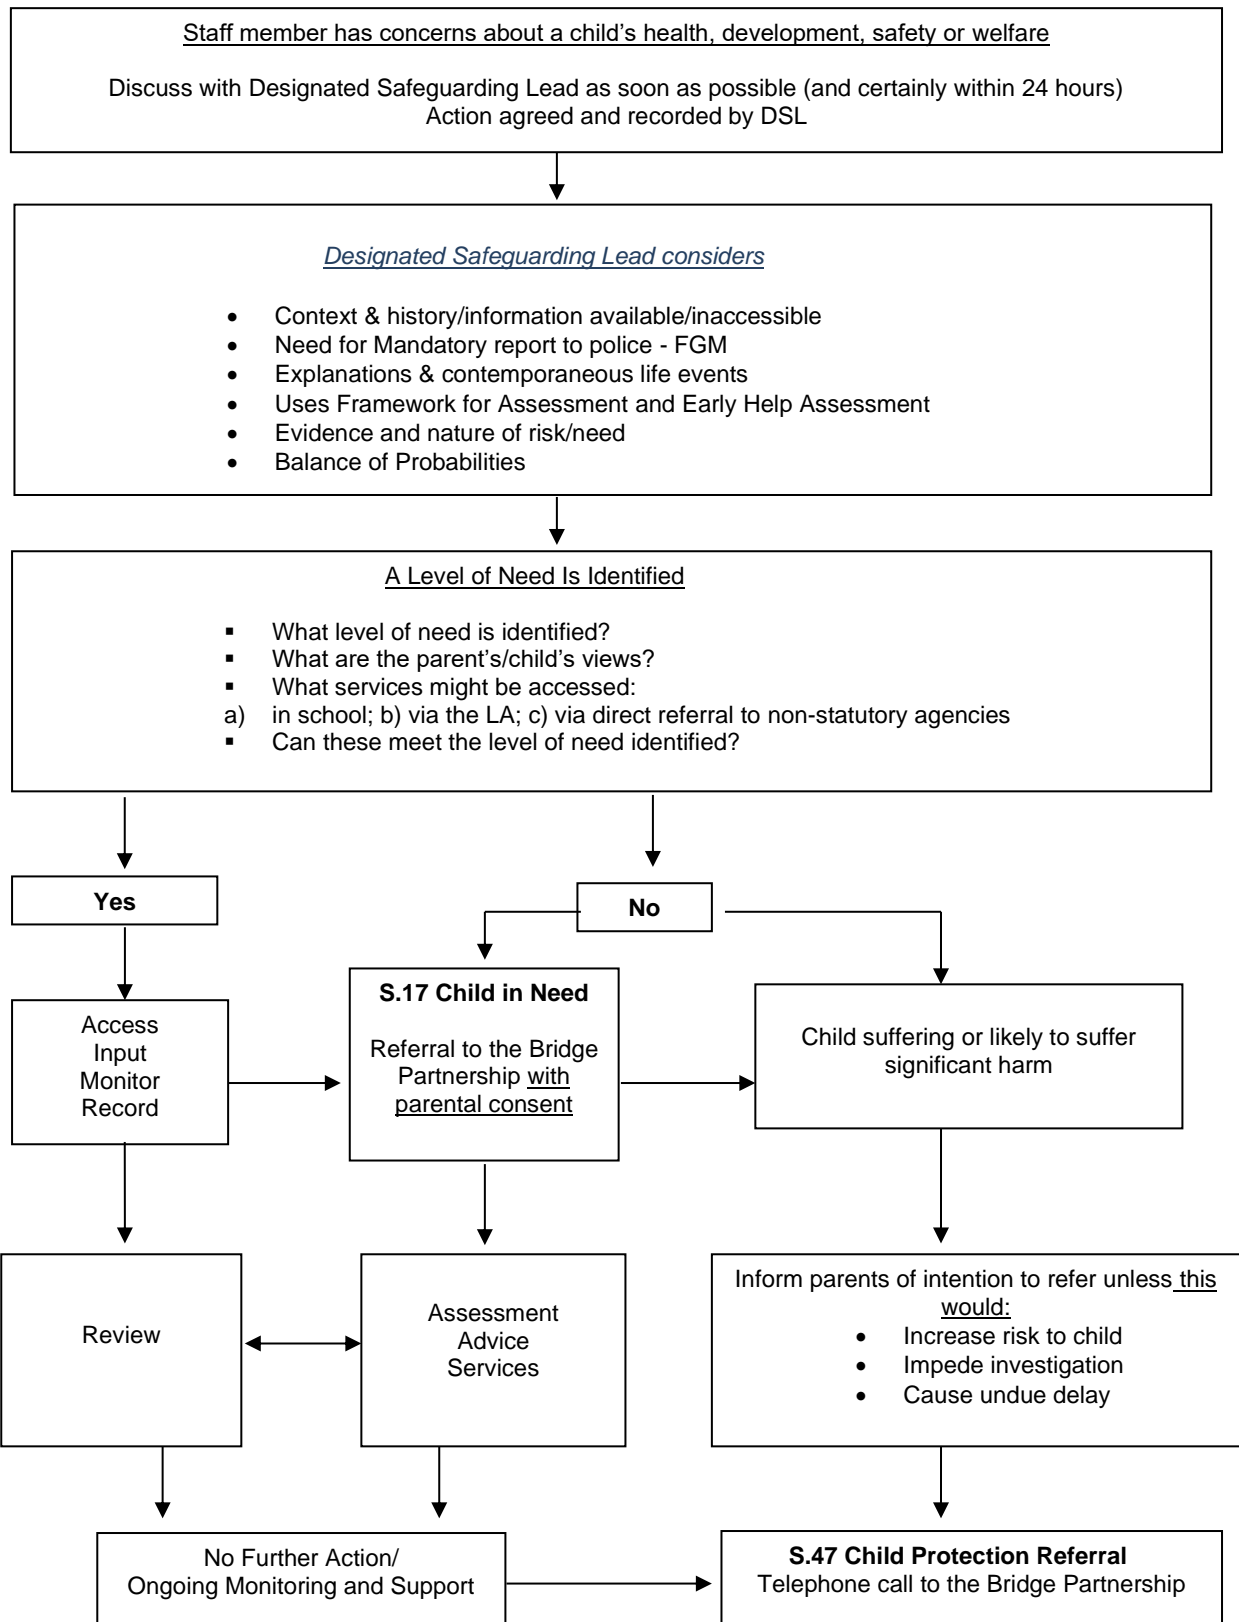 Staff member has concerns about a child’s health, development, safety or welfare
Discuss with Designated Safeguarding Lead as soon as possible (and certainly within 24 hours)
Action agreed and recorded by DSL
Designated Safeguarding Lead considers
• Context & history/information available/inaccessible
• Need for Mandatory report to police - FGM
• Explanations & contemporaneous life events
• Uses Framework for Assessment and Early Help Assessment
• Evidence and nature of risk/need
• Balance of Probabilities
A Level of Need Is Identified
▪ What level of need is identified?
▪ What are the parent’s/child’s views?
▪ What services might be accessed:
a) in school; b) via the LA; c) via direct referral to non-statutory agencies
▪ Can these meet the level of need identified?
Yes
No
Access
Input
Monitor
Record
S.17 Child in Need
Referral to the Bridge
Partnership with
parental consent
Child suffering or likely to suffer
significant harm
Review
Assessment
Advice
Services
Inform parents of intention to refer unless this
would:
• Increase risk to child
• Impede investigation
• Cause undue delay
No Further Action/
Ongoing Monitoring and Support
S.47 Child Protection Referral
Telephone call to the Bridge Partnership